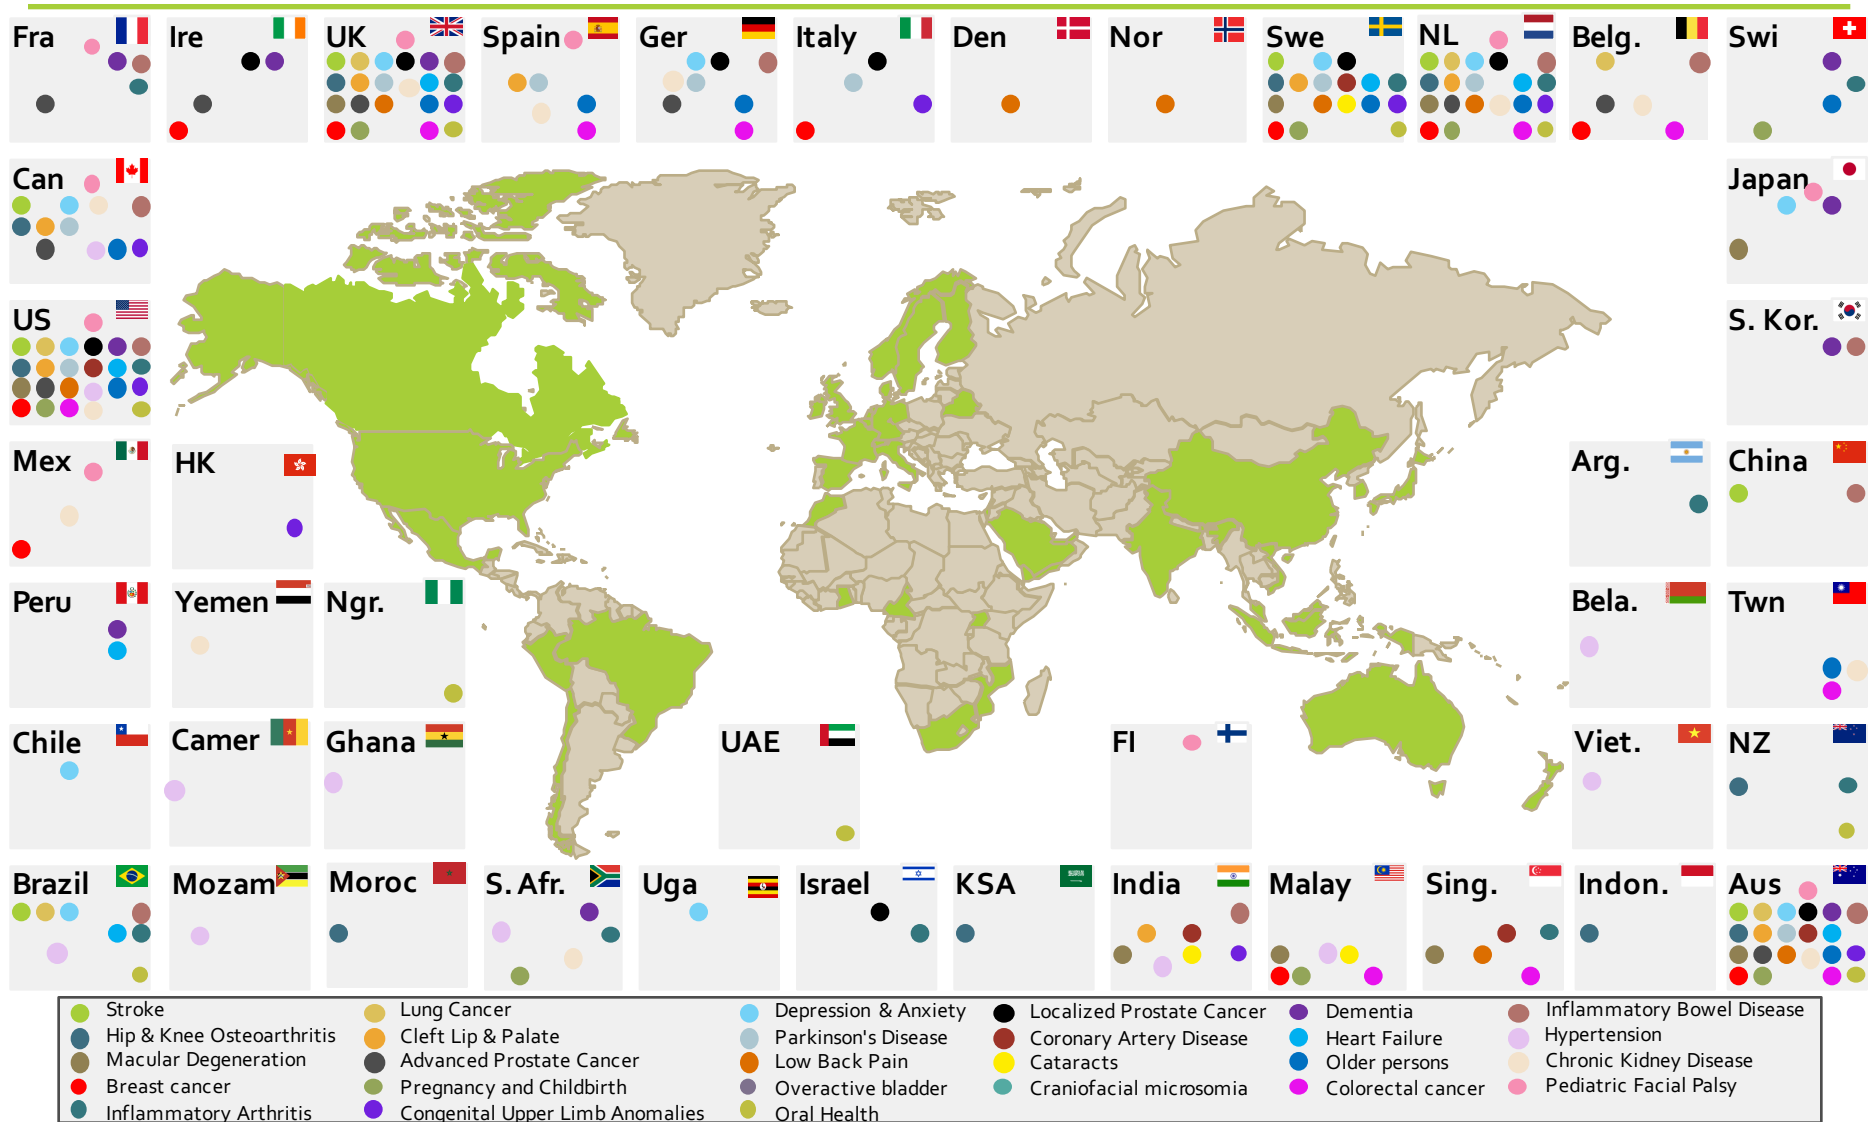 Fra
Ire
UK
Spain
Ger
Italy
Den
Nor
Swe
NL
Belg.
Swi
Can
Japan
US
S. Kor.
Mex
HK
Arg.
China
Peru
Yemen
Ngr.
Bela.
Twn
Chile
Camer
Ghana
UAE
FI
Viet.
NZ
Brazil
Mozam
Moroc
S. Afr.
Uga
Israel
KSA
India
Malay
Sing.
Indon.
Aus
Stroke
Lung Cancer
Depression & Anxiety
Localized Prostate Cancer
Dementia
Inflammatory Bowel Disease
Hip & Knee Osteoarthritis
Cleft Lip & Palate
Parkinson's Disease
Coronary Artery Disease
Heart Failure
Hypertension
Macular Degeneration
Advanced Prostate Cancer
Low Back Pain
Cataracts
Older persons
Chronic Kidney Disease
Breast cancer
Pregnancy and Childbirth
Overactive bladder
Craniofacial microsomia
Colorectal cancer
Pediatric Facial Palsy
Inflammatory Arthritis
Congenital Upper Limb Anomalies
Oral Health